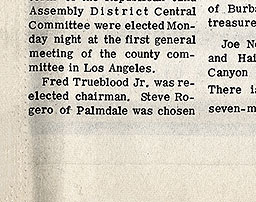 Assembly District Central
Committee were elected Mon-
day night at the first general
meeting of the county com-
mittee in Los Angeles.
Fred Trueblood Jr. was re-
elected chairman. Steve Ro-
gero of Palmdale was chosen
of Burba
treasure
Joe Ne
and Hai
Canyon
There is
seven-m